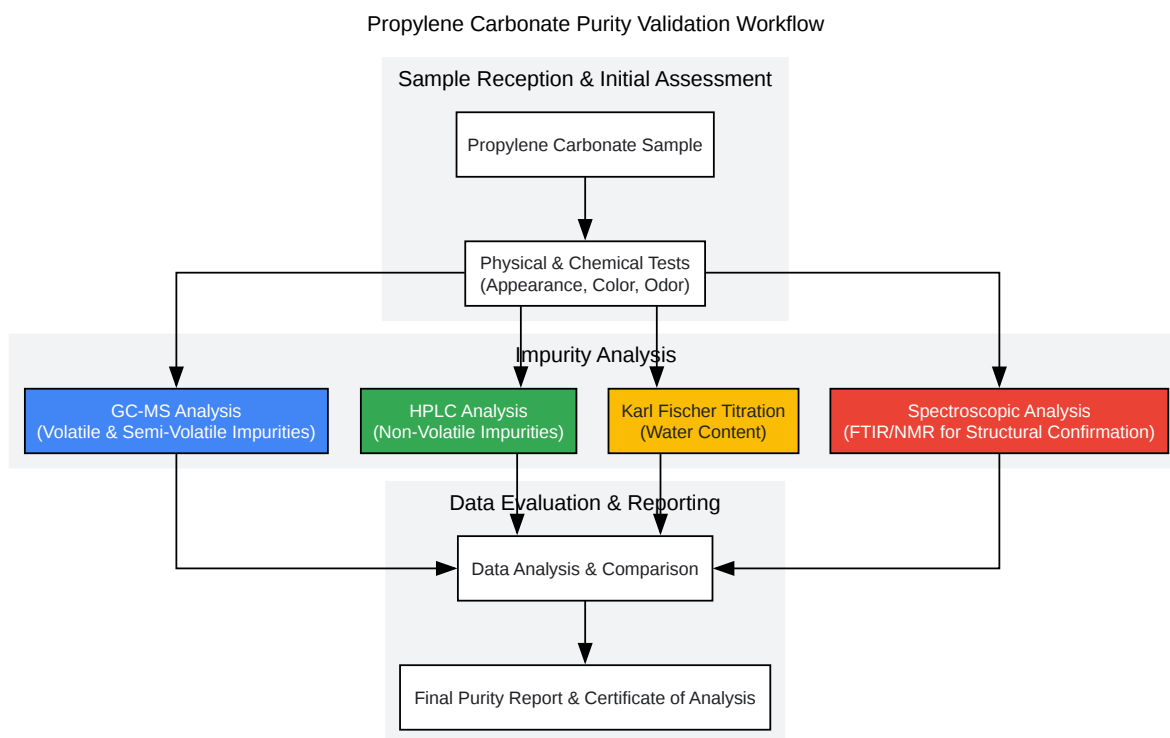 Propylene Carbonate Purity Validation Workflow
Sample Reception & Initial Assessment
Propylene Carbonate Sample
Physical & Chemical Tests
(Appearance, Color, Odor)
Impurity Analysis
GC-MS Analysis
(Volatile & Semi-Volatile Impurities)
HPLC Analysis
(Non-Volatile Impurities)
Karl Fischer Titration
(Water Content)
Spectroscopic Analysis
(FTIR/NMR for Structural Confirmation)
Data Evaluation & Reporting
Data Analysis & Comparison
Final Purity Report & Certificate of Analysis